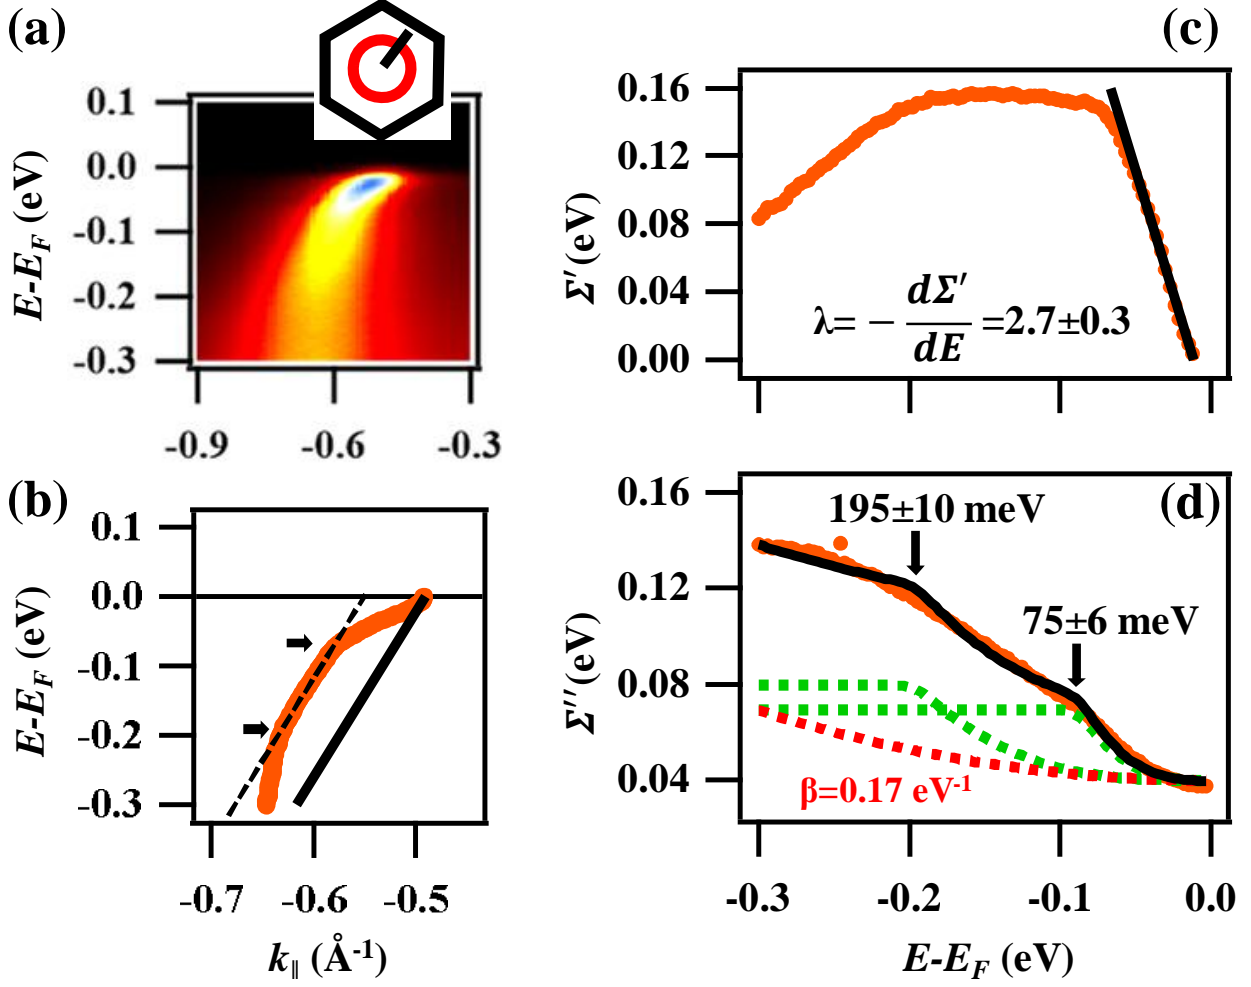 (a)
0.1
0.0
-0.1
-0.2
-0.3
E-E_F (eV)
-0.9 -0.6 -0.3
(b)
0.1
0.0
-0.1
-0.2
-0.3
E-E_F (eV)
-0.7 -0.6 -0.5
k_∥ (Å⁻¹)
(c)
0.16
0.12
0.08
0.04
0.00
Σ′(eV)
λ= − dΣ′/dE =2.7±0.3
(d)
0.16
0.12
0.08
0.04
Σ′′(eV)
195±10 meV
75±6 meV
β=0.17 eV⁻¹
-0.3 -0.2 -0.1 0.0
E-E_F (eV)